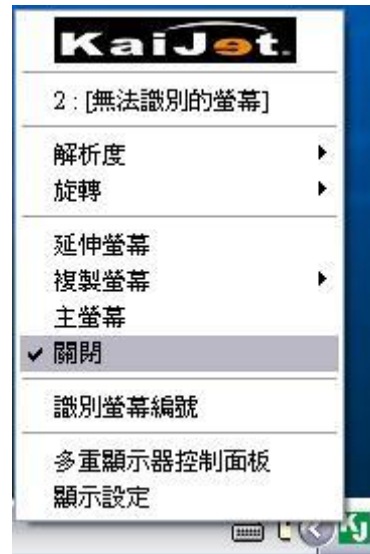 KaiJet.
2 : [無法識別的螢幕]
解析度
旋轉
延伸螢幕
複製螢幕
主螢幕
關閉
識別螢幕編號
多重顯示器控制面板
顯示設定
KJ